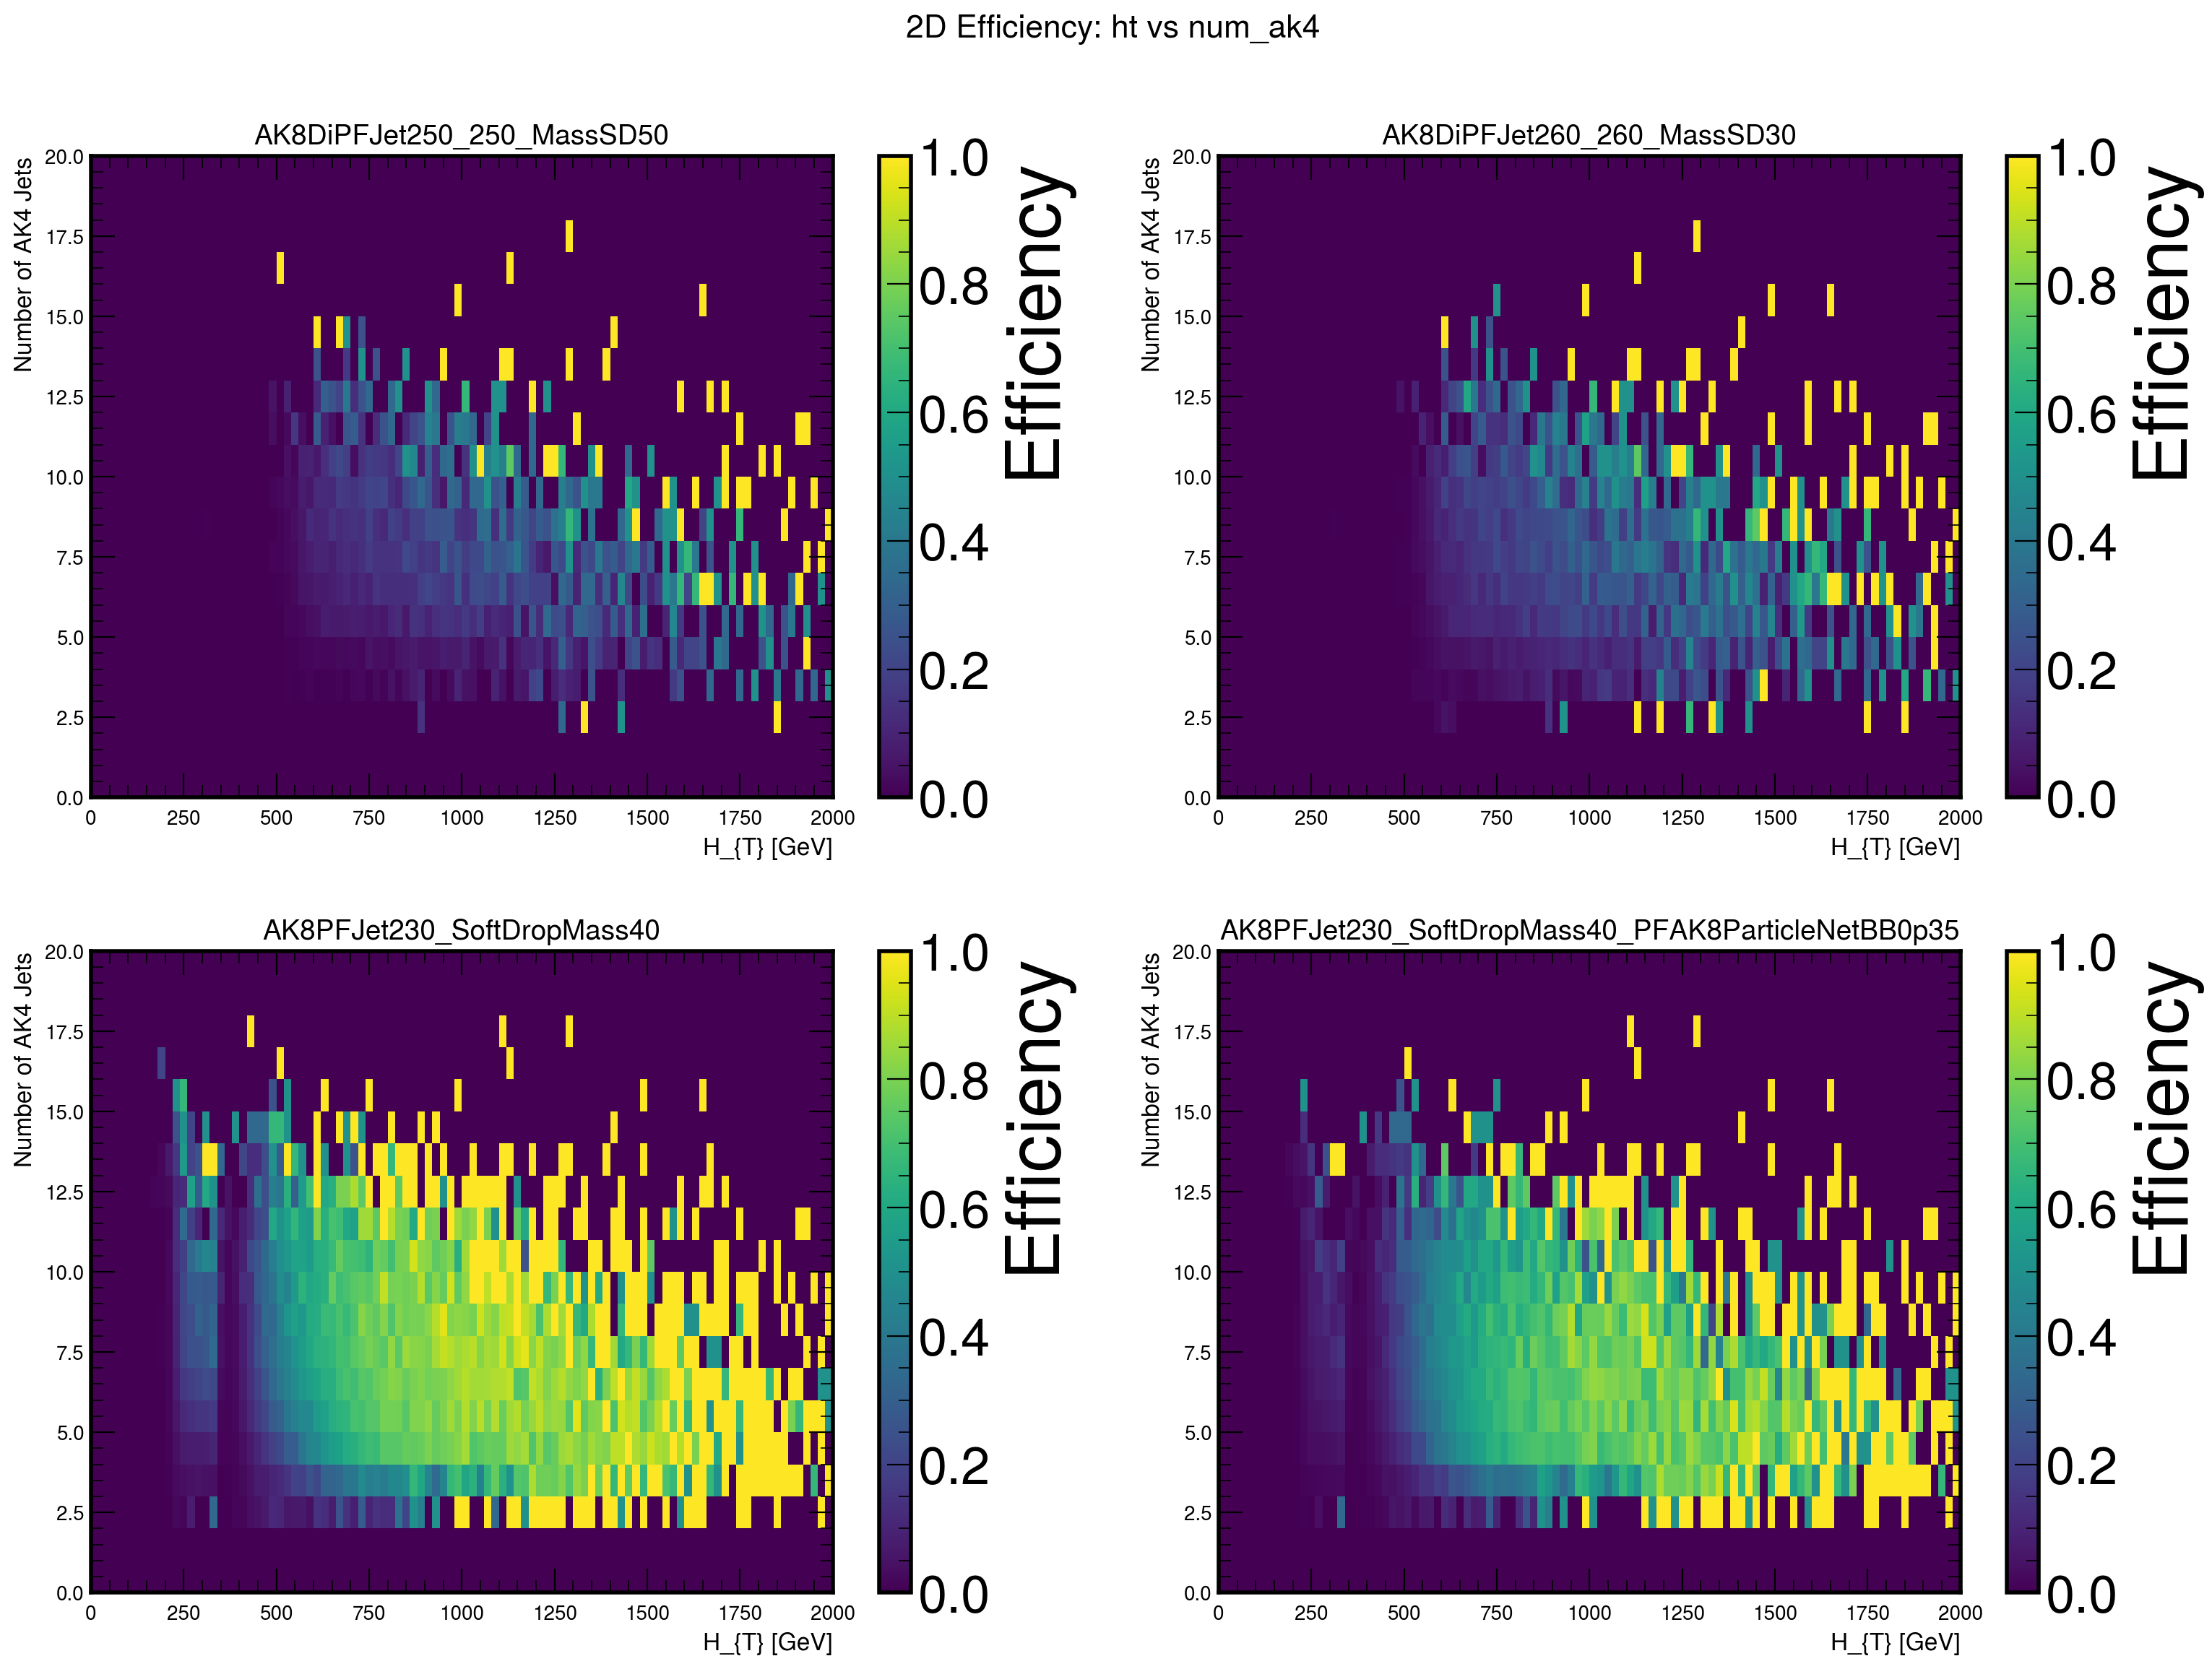 2D Efficiency: ht vs num_ak4
AK8DiPFJet250_250_MassSD50
Number of AK4 Jets
20.0
17.5
15.0
12.5
10.0
7.5
5.0
2.5
0.0
0 250 500 750 1000 1250 1500 1750 2000
H_{T} [GeV]
1.0
0.8
0.6
0.4
0.2
0.0
Efficiency
AK8DiPFJet260_260_MassSD30
Number of AK4 Jets
20.0
17.5
15.0
12.5
10.0
7.5
5.0
2.5
0.0
0 250 500 750 1000 1250 1500 1750 2000
H_{T} [GeV]
1.0
0.8
0.6
0.4
0.2
0.0
Efficiency
AK8PFJet230_SoftDropMass40
Number of AK4 Jets
20.0
17.5
15.0
12.5
10.0
7.5
5.0
2.5
0.0
0 250 500 750 1000 1250 1500 1750 2000
H_{T} [GeV]
1.0
0.8
0.6
0.4
0.2
0.0
Efficiency
AK8PFJet230_SoftDropMass40_PFAK8ParticleNetBB0p35
Number of AK4 Jets
20.0
17.5
15.0
12.5
10.0
7.5
5.0
2.5
0.0
0 250 500 750 1000 1250 1500 1750 2000
H_{T} [GeV]
1.0
0.8
0.6
0.4
0.2
0.0
Efficiency